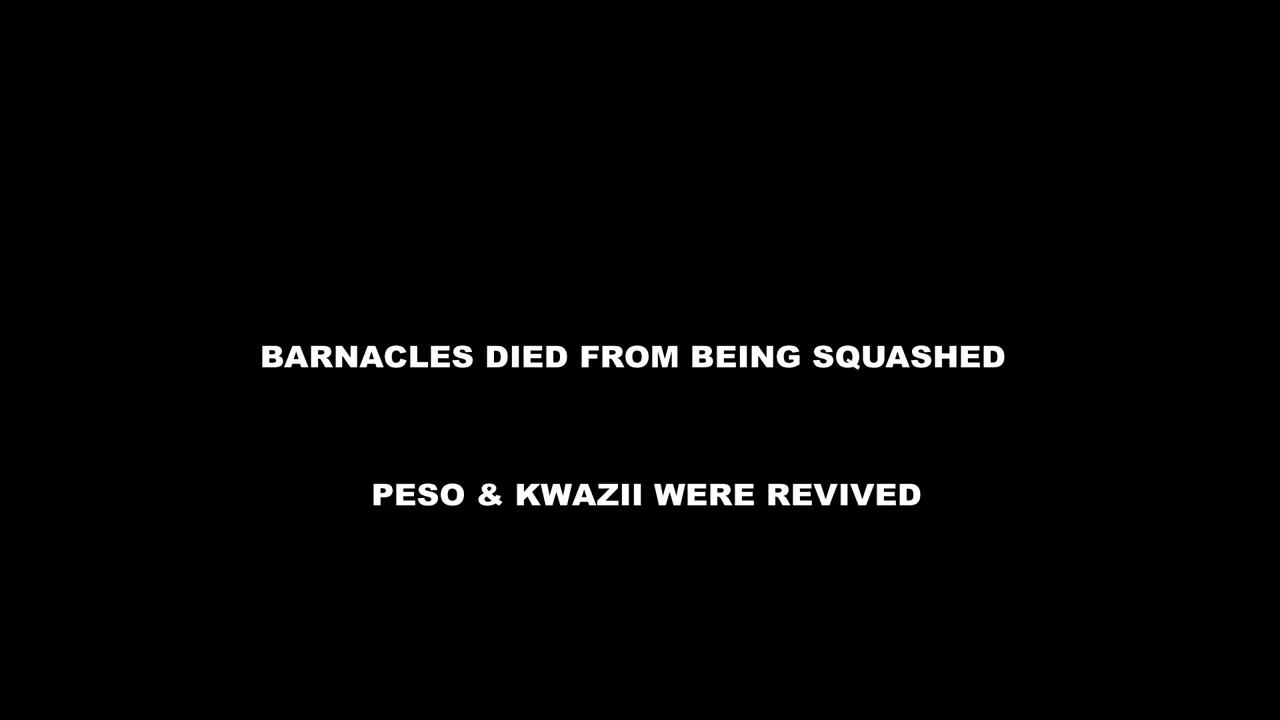 BARNACLES DIED FROM BEING SQUASHED
PESO & KWAZII WERE REVIVED